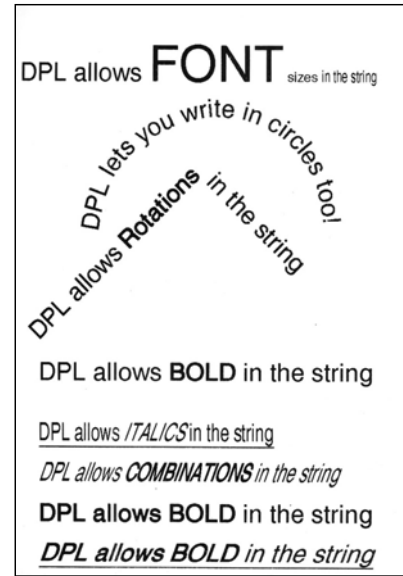 DPL allows FONT sizes in the string
DPL lets you write in circles too!
DPL allows Rotations in the string
DPL allows BOLD in the string
DPL allows ITALICS in the string
DPL allows COMBINATIONS in the string
DPL allows BOLD in the string
DPL allows BOLD in the string